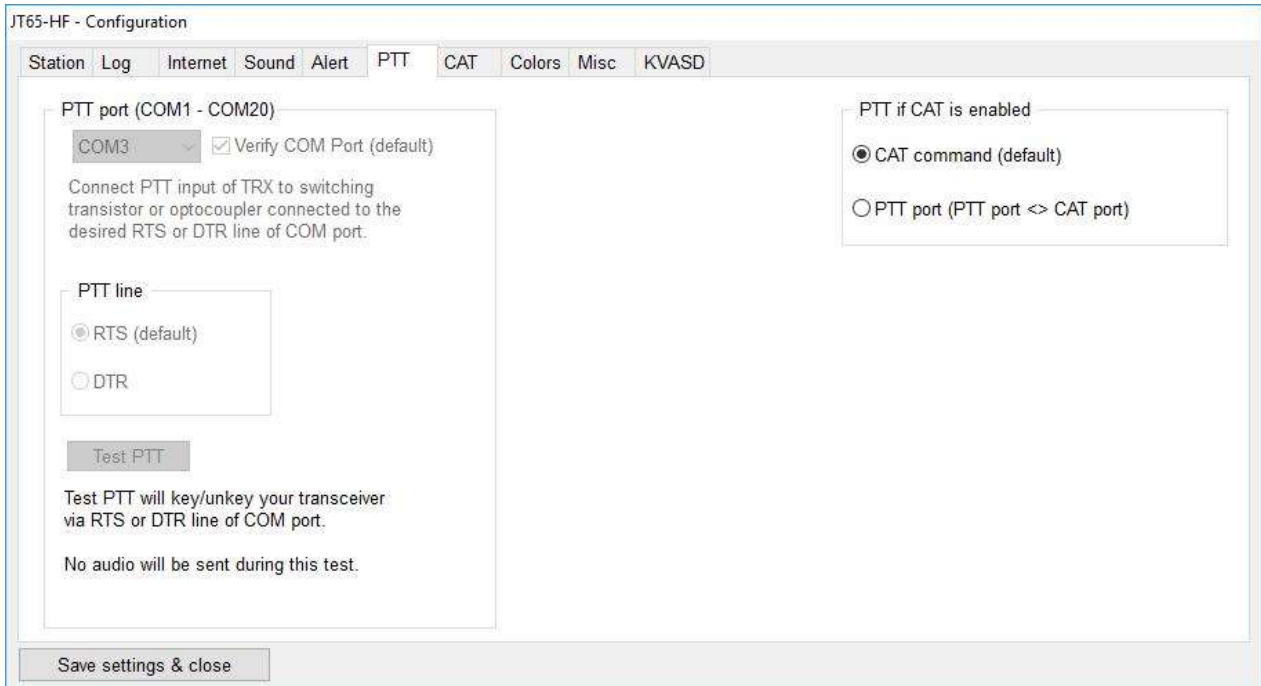 JT65-HF - Configuration
Station Log Internet Sound Alert PTT CAT Colors Misc KVASD
PTT port (COM1 - COM20)
COM3 Verify COM Port (default)
Connect PTT input of TRX to switching
transistor or optocoupler connected to the
desired RTS or DTR line of COM port.
PTT line
RTS (default)
DTR
Test PTT
Test PTT will key/unkey your transceiver
via RTS or DTR line of COM port.
No audio will be sent during this test.
PTT if CAT is enabled
CAT command (default)
PTT port (PTT port <> CAT port)
Save settings & close